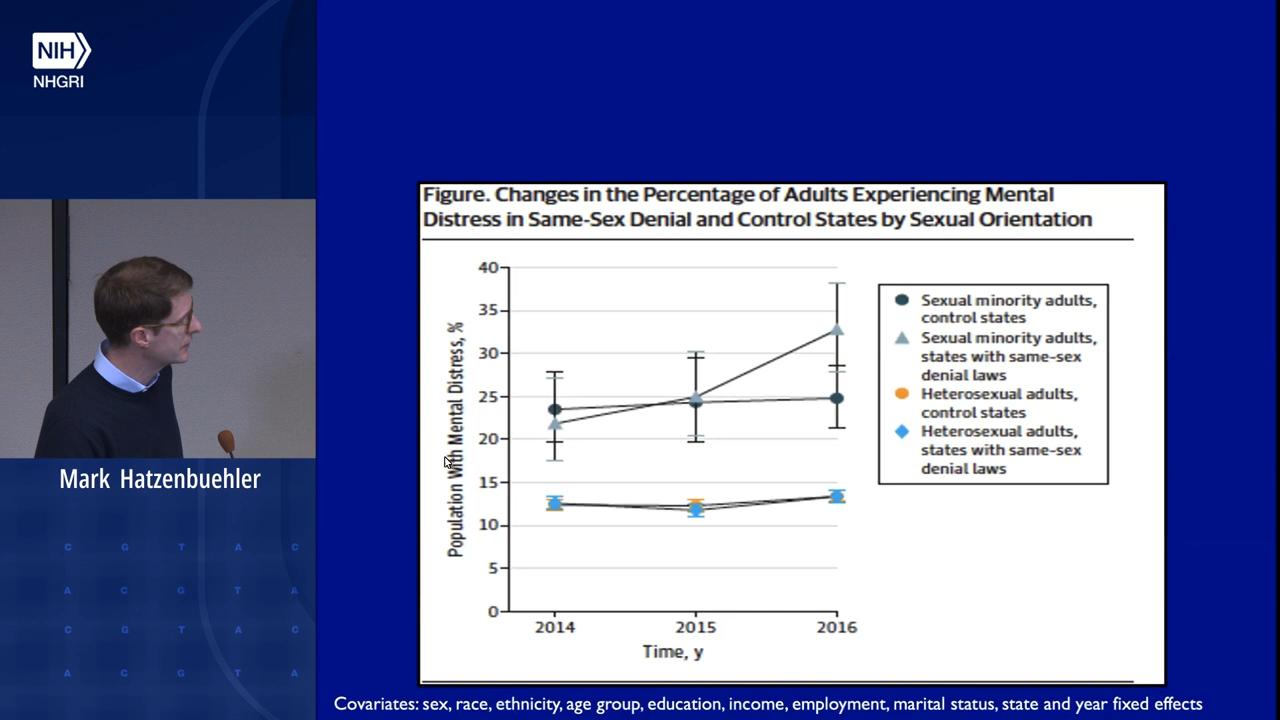 NIH
NHGRI
Mark Hatzenbuehler
C G T A C
A C G T A
C G T A C
A C G T A
Figure. Changes in the Percentage of Adults Experiencing Mental
Distress in Same-Sex Denial and Control States by Sexual Orientation
Population With Mental Distress, %
40
35
30
25
20
15
10
5
0
2014 2015 2016
Time, y
Sexual minority adults,
control states
Sexual minority adults,
states with same-sex
denial laws
Heterosexual adults,
control states
Heterosexual adults,
states with same-sex
denial laws
Covariates: sex, race, ethnicity, age group, education, income, employment, marital status, state and year fixed effects